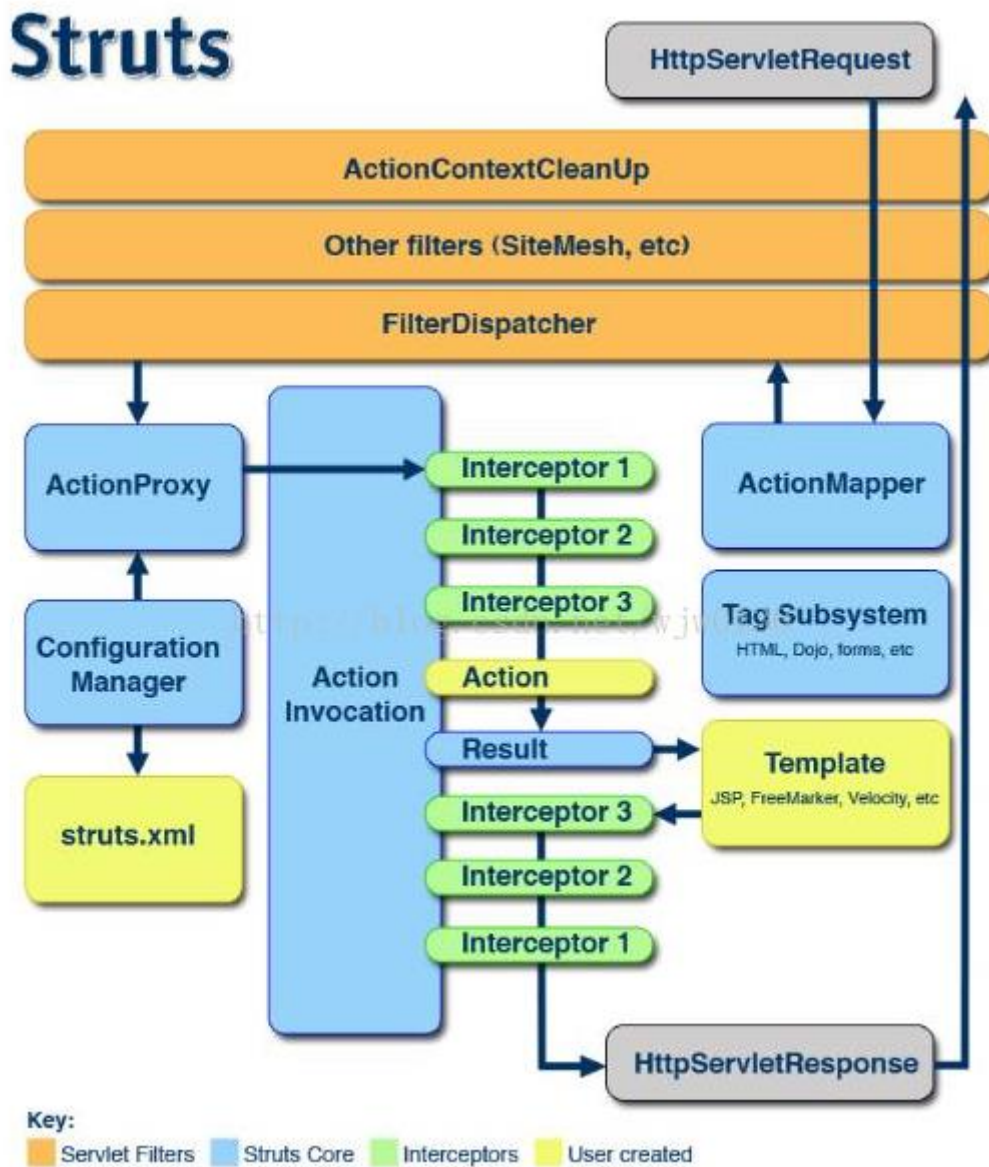 Struts
HttpServletRequest
ActionContextCleanUp
Other filters (SiteMesh, etc)
FilterDispatcher
ActionProxy
Interceptor 1
ActionMapper
Interceptor 2
Interceptor 3
Tag Subsystem
HTML, Dojo, forms, etc
Configuration
Manager
Action
Invocation
Action
Result
Template
JSP, FreeMarker, Velocity, etc
struts.xml
Interceptor 3
Interceptor 2
Interceptor 1
HttpServletResponse
Key:
Servlet Filters
Struts Core
Interceptors
User created